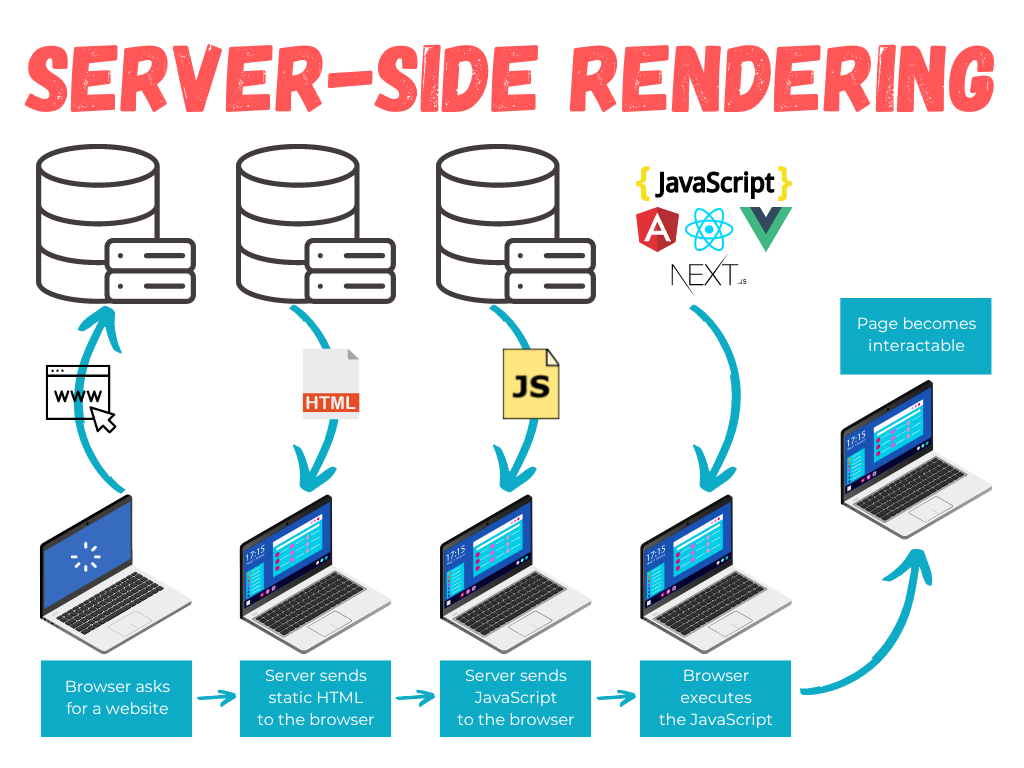 SERVER-SIDE RENDERING
{ JavaScript }
A
NEXT.JS
WWW
HTML
JS
Page becomes
interactable
17:15
17:15
17:15
17:15
Browser asks
for a website
Server sends
static HTML
to the browser
Server sends
JavaScript
to the browser
Browser
executes
the JavaScript